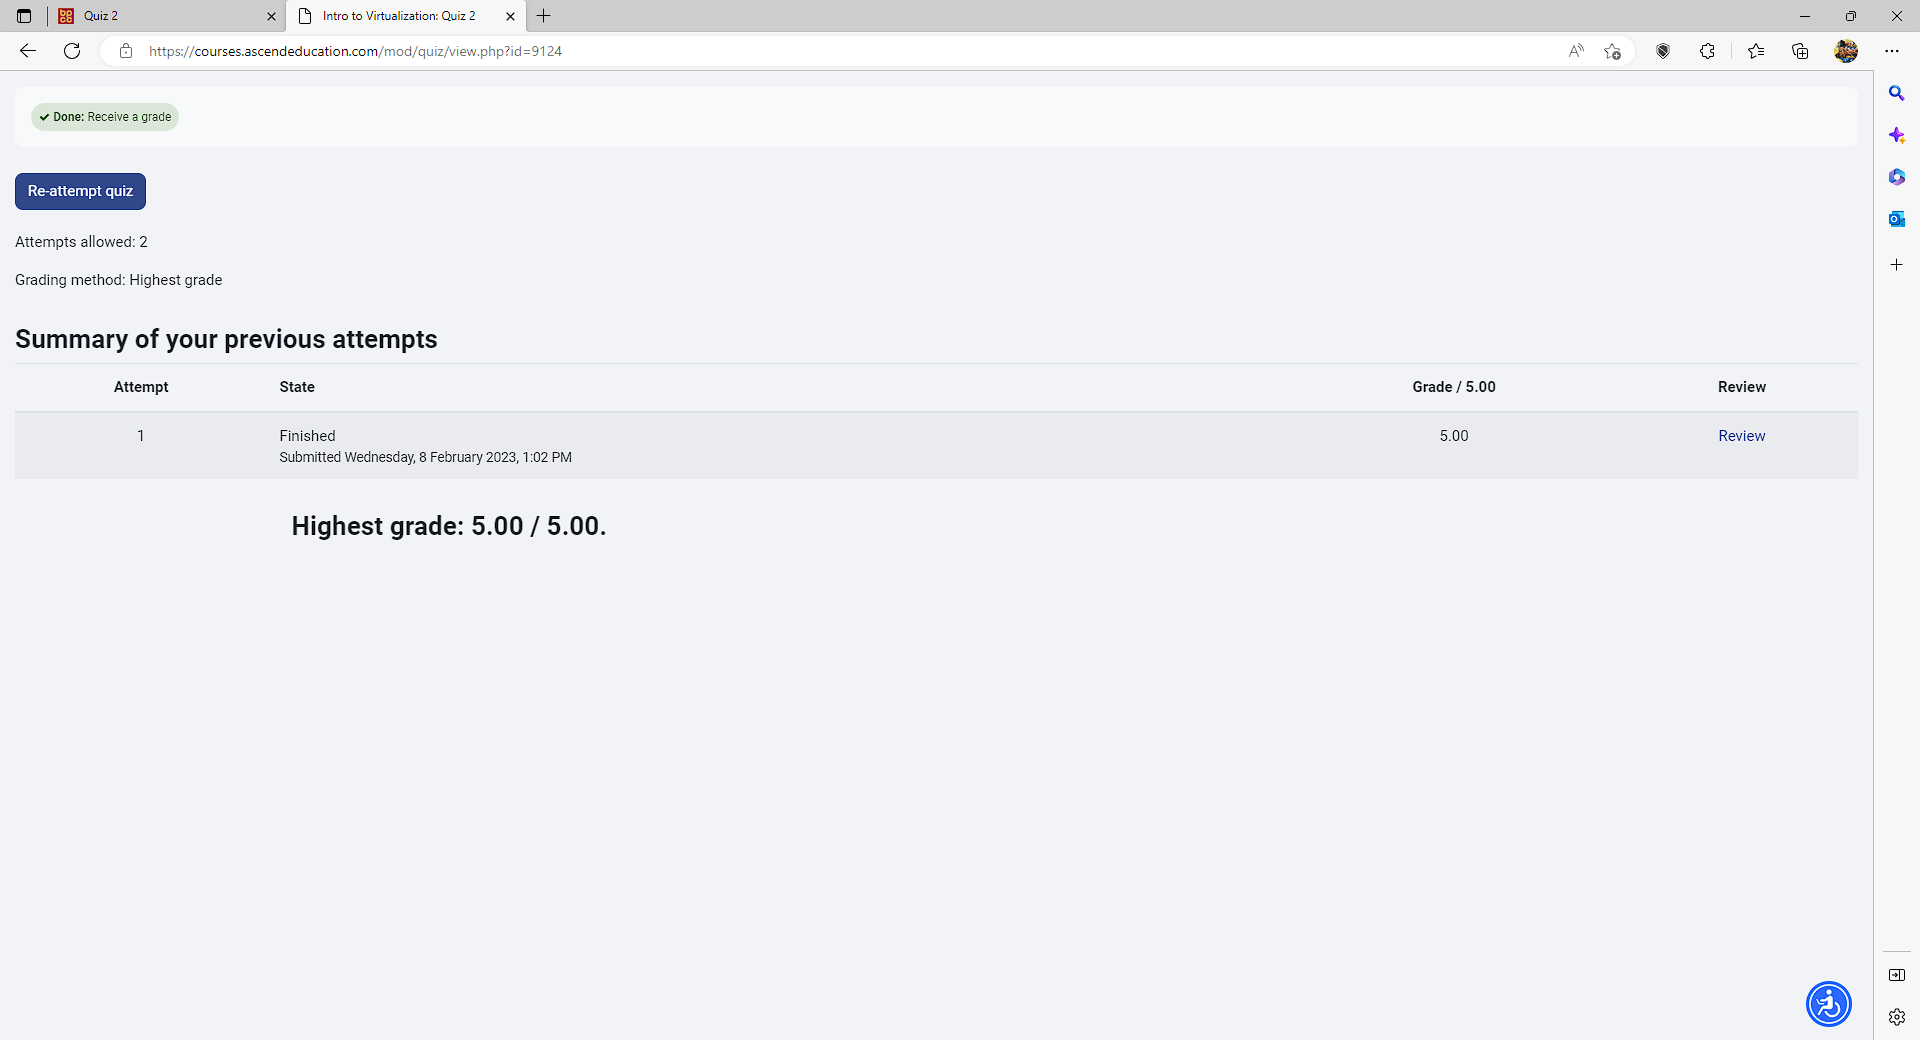 Quiz 2
Intro to Virtualization: Quiz 2
https://courses.ascendeducation.com/mod/quiz/view.php?id=9124
Done: Receive a grade
Re-attempt quiz
Attempts allowed: 2
Grading method: Highest grade
Summary of your previous attempts
Attempt State Grade / 5.00 Review
1 Finished 5.00 Review
Submitted Wednesday, 8 February 2023, 1:02 PM
Highest grade: 5.00 / 5.00.